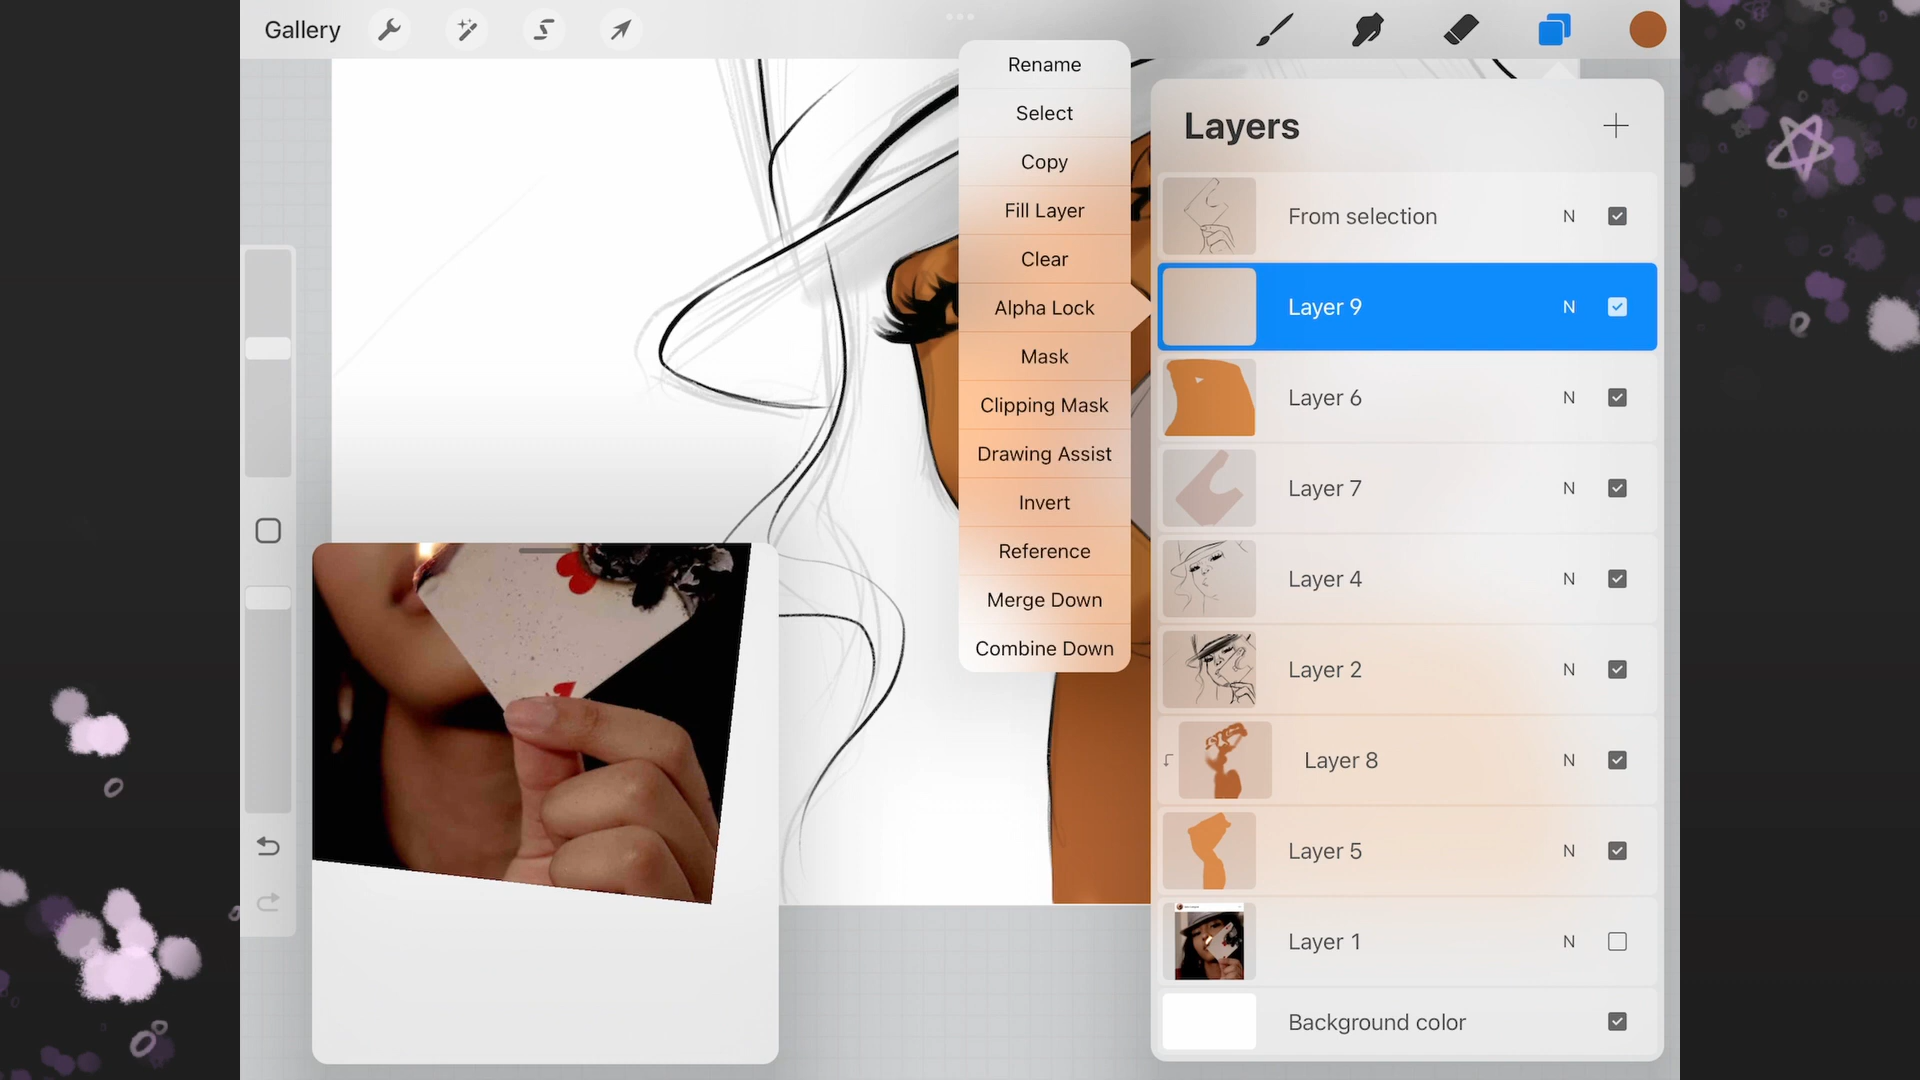 Gallery
Rename
Select
Copy
Fill Layer
Clear
Alpha Lock
Mask
Clipping Mask
Drawing Assist
Invert
Reference
Merge Down
Combine Down
Layers
From selection N
Layer 9 N
Layer 6 N
Layer 7 N
Layer 4 N
Layer 2 N
Layer 8 N
Layer 5 N
Layer 1 N
Background color